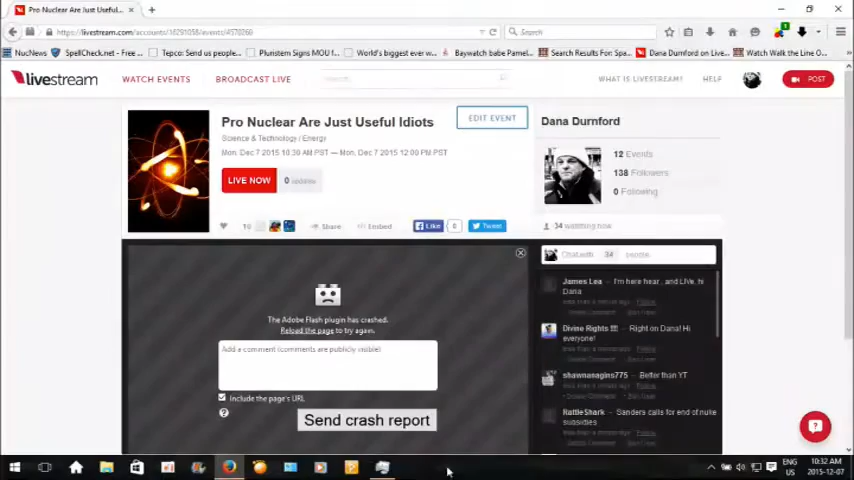 Pro Nuclear Are Just Useful...
https://www.livestream.com/accounts/16291058/events/4570260
Search
NucNews
SpellCheck.net - Free ...
Tepco: Send us people...
Plunstem Signs MOU f...
World's biggest ever w...
Baywatch babe Pamel...
Search Results For: Spa...
Dana Durnford on Live...
Watch Walk the Line O...
livestream
WATCH EVENTS
BROADCAST LIVE
Search...
WHAT IS LIVESTREAM?
HELP
POST
Pro Nuclear Are Just Useful Idiots
EDIT EVENT
Science & Technology / Energy
Mon, Dec 7 2015 10:30 AM PST — Mon, Dec 7 2015 12:00 PM PST
LIVE NOW
0 updates
10
Share
Embed
Like
0
Tweet
Dana Durnford
12 Events
138 Followers
0 Following
34 watching now
The Adobe Flash plugin has crashed.
Reload the page to try again.
Add a comment (comments are publicly visible)
Include the page's URL
Send crash report
Chat with 34 people.
James Lea - I'm here hear , and LIVe, hi
Dana
Divine Rights !!! - Right on Dana! Hi
everyone!
shawnanagins775 - Better than YT
RattleShark - Sanders calls for end of nuke
subsidies
ENG
US
10:32 AM
2015-12-07